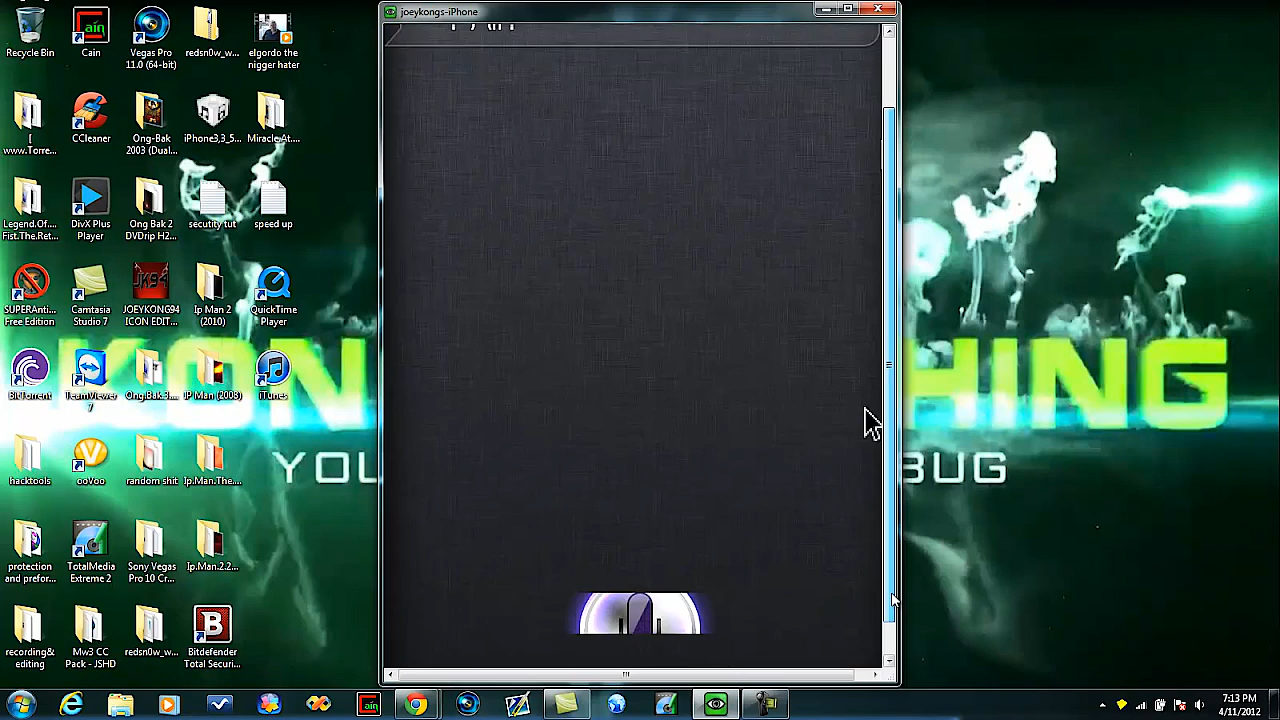 joeykongs-iPhone
Recycle Bin
Cain
Vegas Pro
11.0 (64-bit)
redsn0w_w...
elgordo the
nigger hater
[
www.Torre...
CCleaner
Ong-Bak
2003 (Dual...
iPhone3,3_5...
Miracle.At....
Legend.Of....
Fist.The.Ret...
DivX Plus
Player
Ong Bak 2
DVDrip H2...
secutity tut
speed up
SUPERAnti...
Free Edition
Camtasia
Studio 7
JK94
JOEYKONG94
ICON EDIT...
Ip Man 2
(2010)
QuickTime
Player
KON
HING
BitTorrent
TeamViewer
7
Ong.Bak.3....
IP Man (2008)
iTunes
YOU
BUG
hacktools
ooVoo
random shit
Ip.Man.The...
protection
and prefor...
TotalMedia
Extreme 2
Sony Vegas
Pro 10 Cr...
Ip.Man.2.2...
recording&
editing
Mw3 CC
Pack - JSHD
redsn0w_w...
Bitdefender
Total Securi...
7:13 PM
4/11/2012